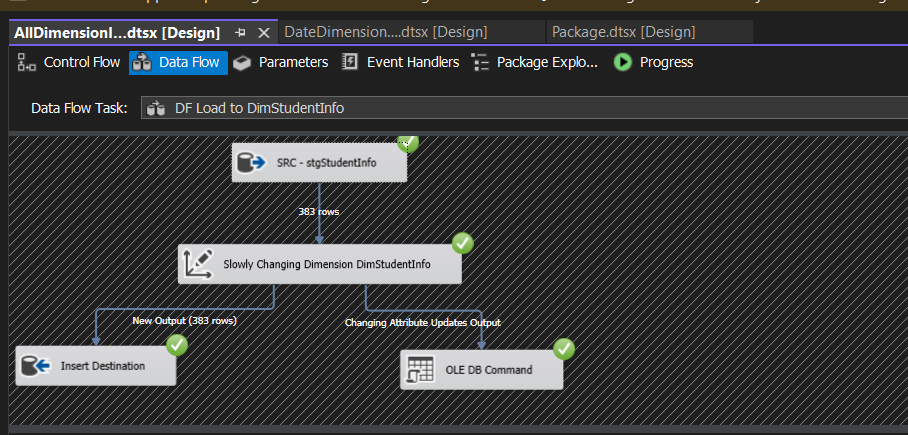 AllDimensionI...dtsx [Design]
DateDimension....dtsx [Design]
Package.dtsx [Design]
Control Flow
Data Flow
Parameters
Event Handlers
Package Explo...
Progress
Data Flow Task:
DF Load to DimStudentInfo
SRC - stgStudentInfo
383 rows
Slowly Changing Dimension DimStudentInfo
New Output (383 rows)
Changing Attribute Updates Output
Insert Destination
OLE DB Command